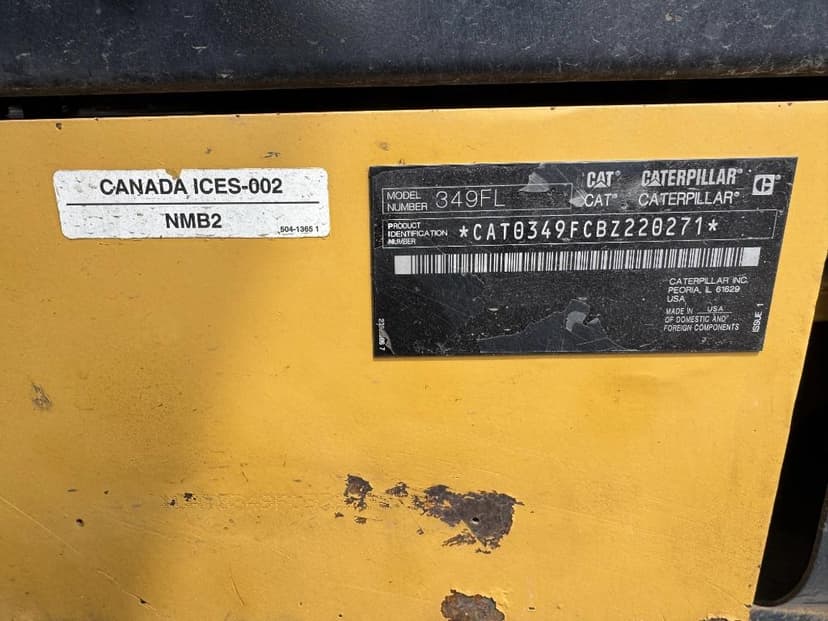 CANADA ICES-002
NMB2
504-1365 1
MODEL NUMBER 349FL
CAT® CATERPILLAR®
CAT® CATERPILLAR®
PRODUCT IDENTIFICATION NUMBER *CAT0349FCBZ220271*
CATERPILLAR INC.
PEORIA, IL 61629
USA
MADE IN USA
OF DOMESTIC AND
FOREIGN COMPONENTS
ISSUE 1